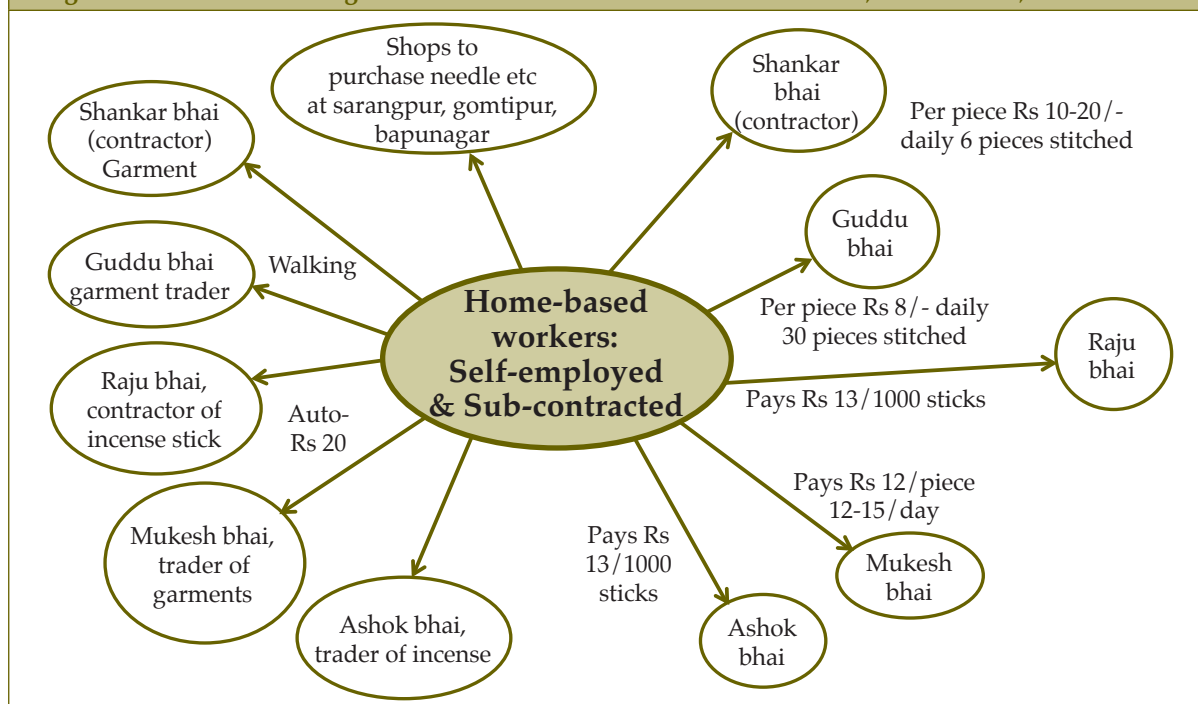 Shops to
purchase needle etc
at sarangpur, gomtipur,
bapunagar
Shankar
bhai
(contractor)
Per piece Rs 10-20/-
daily 6 pieces stitched
Shankar bhai
(contractor)
Garment
Guddu
bhai
Guddu bhai
garment trader
Walking
Home-based
workers:
Self-employed
& Sub-contracted
Per piece Rs 8/- daily
30 pieces stitched
Raju
bhai
Raju bhai,
contractor of
incense stick
Auto-
Rs 20
Pays Rs 13/1000 sticks
Mukesh bhai,
trader of
garments
Pays Rs 12/piece
12-15/day
Mukesh
bhai
Pays Rs
13/1000
sticks
Ashok bhai,
trader of incense
Ashok
bhai